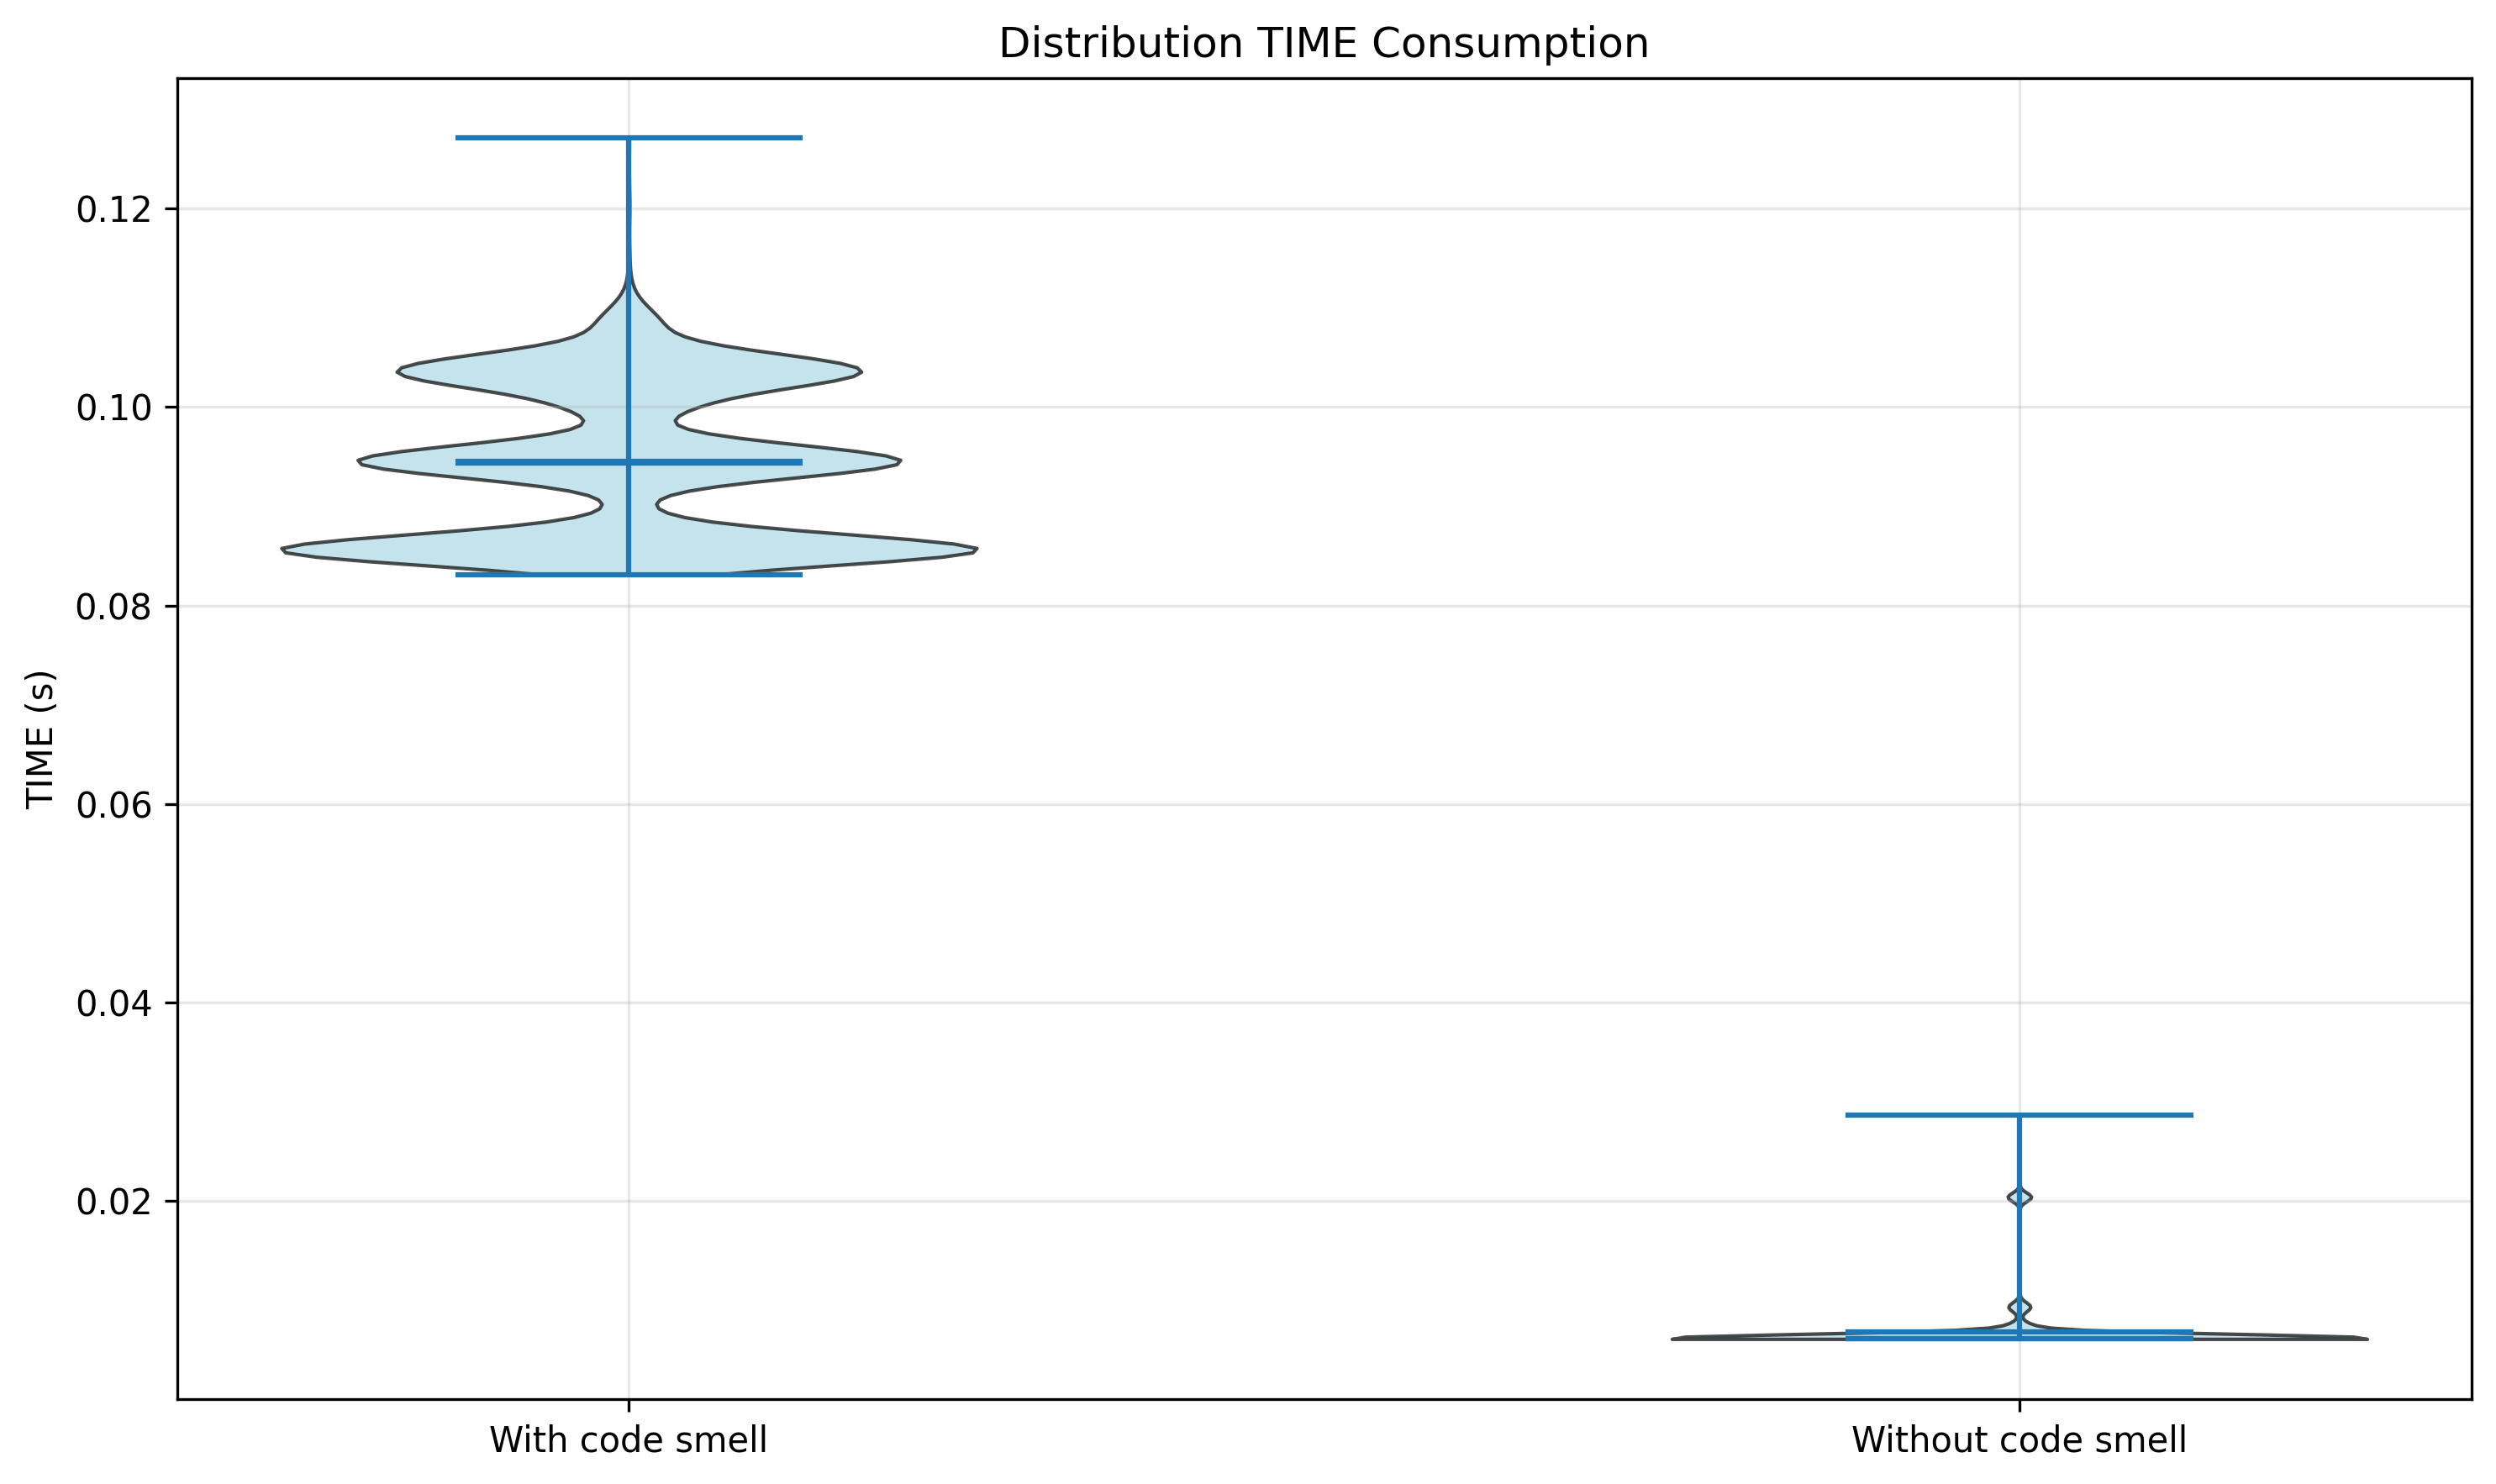 Distribution TIME Consumption
TIME (s)
0.12
0.10
0.08
0.06
0.04
0.02
With code smell
Without code smell